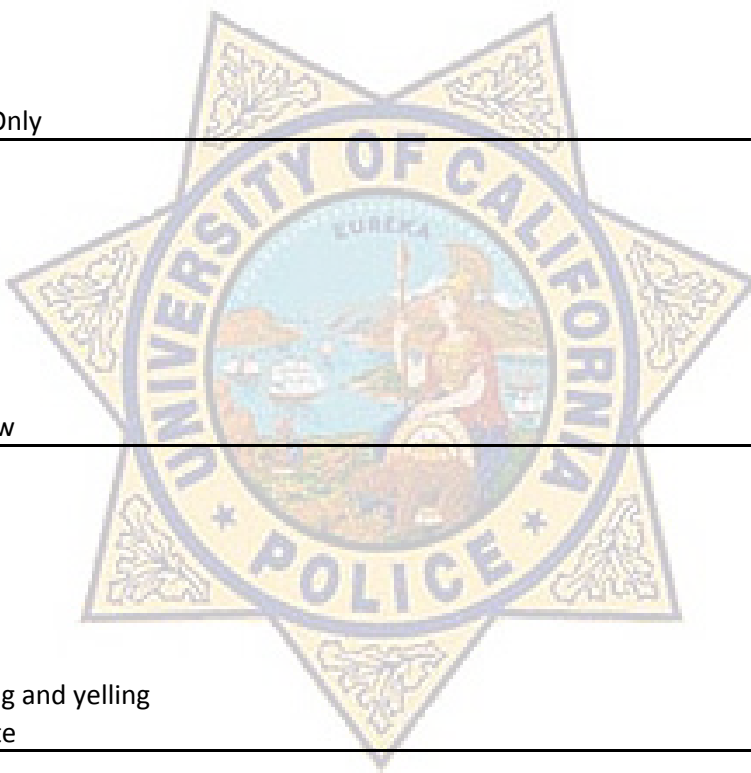 Only
UNIVERSITY OF CALIFORNIA
EUREKA
w
POLICE
g and yelling